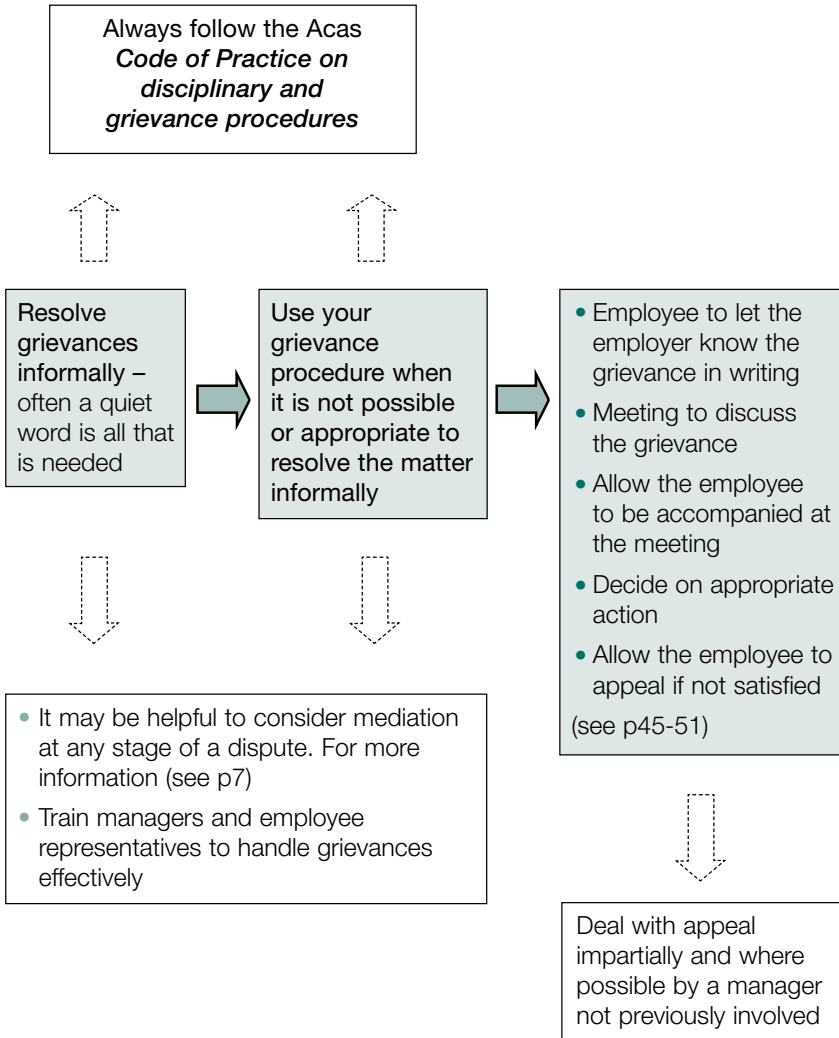 Always follow the Acas
Code of Practice on
disciplinary and
grievance procedures
Resolve
grievances
informally –
often a quiet
word is all that
is needed
Use your
grievance
procedure when
it is not possible
or appropriate to
resolve the matter
informally
• Employee to let the
employer know the
grievance in writing
• Meeting to discuss
the grievance
• Allow the employee
to be accompanied at
the meeting
• Decide on appropriate
action
• Allow the employee to
appeal if not satisfied
(see p45-51)
• It may be helpful to consider mediation
at any stage of a dispute. For more
information (see p7)
• Train managers and employee
representatives to handle grievances
effectively
Deal with appeal
impartially and where
possible by a manager
not previously involved